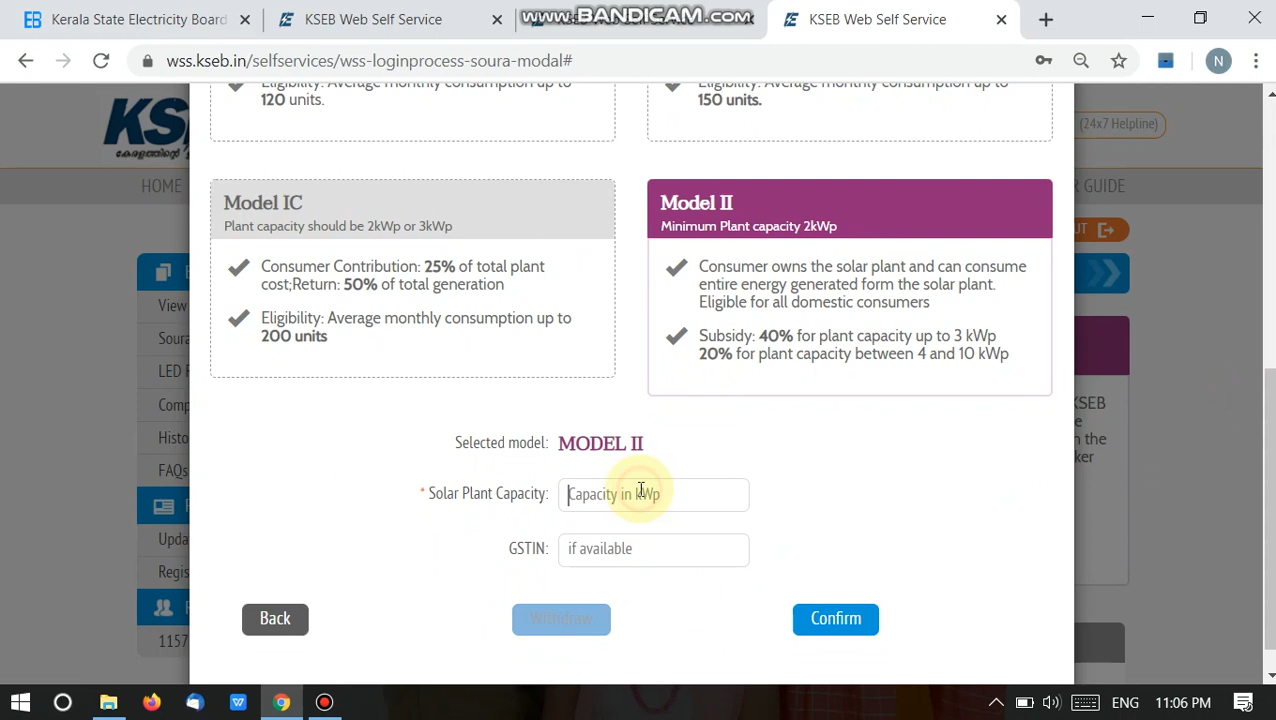 Kerala State Electricity Board
KSEB Web Self Service
www.BANDICAM.com
KSEB Web Self Service
wss.kseb.in/selfservices/wss-loginprocess-soura-modal#
N
Eligibility: Average monthly consumption up to
120 units.
Eligibility: Average monthly consumption up to
150 units.
KS
(24x7 Helpline)
HOME
R GUIDE
UT
Model IC
Plant capacity should be 2kWp or 3kWp
Consumer Contribution: 25% of total plant
cost;Return: 50% of total generation
Eligibility: Average monthly consumption up to
200 units
Model II
Minimum Plant capacity 2kWp
Consumer owns the solar plant and can consume
entire energy generated form the solar plant.
Eligible for all domestic consumers
Subsidy: 40% for plant capacity up to 3 kWp
20% for plant capacity between 4 and 10 kWp
View
Sour
LED F
Comp
Histo
FAQs
Upda
Regis
1157
KSEB
e
n the
ker
Selected model: MODEL II
* Solar Plant Capacity: Capacity in kWp
GSTIN: if available
Back
Withdraw
Confirm
ENG
11:06 PM